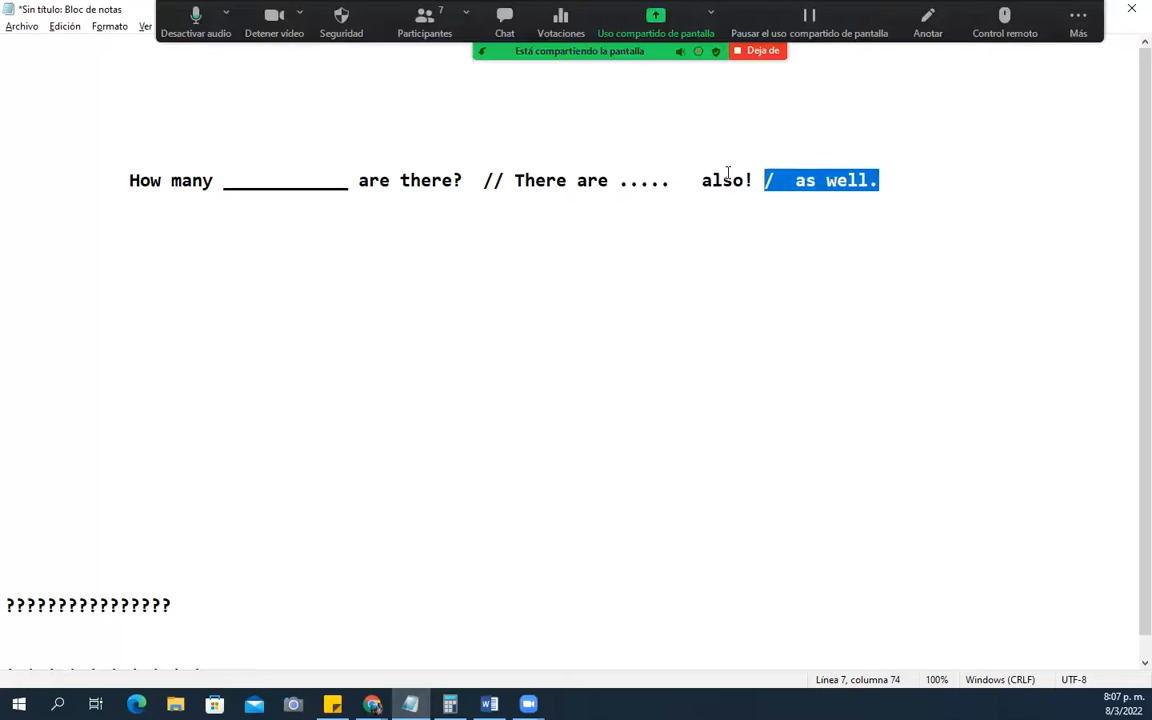 *Sin título: Bloc de notas
Archivo Edición Formato Ver
Desactivar audio Detener vídeo Seguridad Participantes 7 Chat Votaciones Uso compartido de pantalla Pausar el uso compartido de pantalla Anotar Control remoto Más
Está compartiendo la pantalla Deja de
How many ____________ are there? // There are ..... also! / as well.
????????????????
Línea 7, columna 74 100% Windows (CRLF) UTF-8
8:07 p. m.
8/3/2022